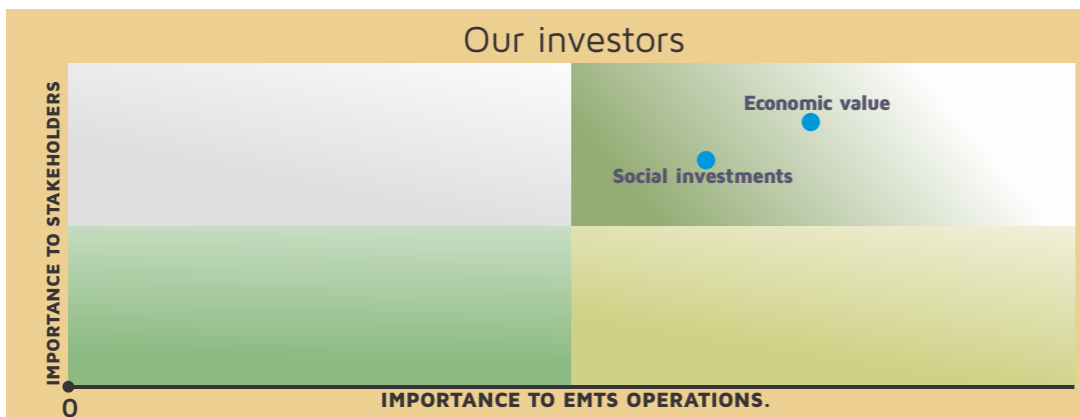 Our investors
IMPORTANCE TO STAKEHOLDERS
Economic value
Social investments
0
IMPORTANCE TO EMTS OPERATIONS.